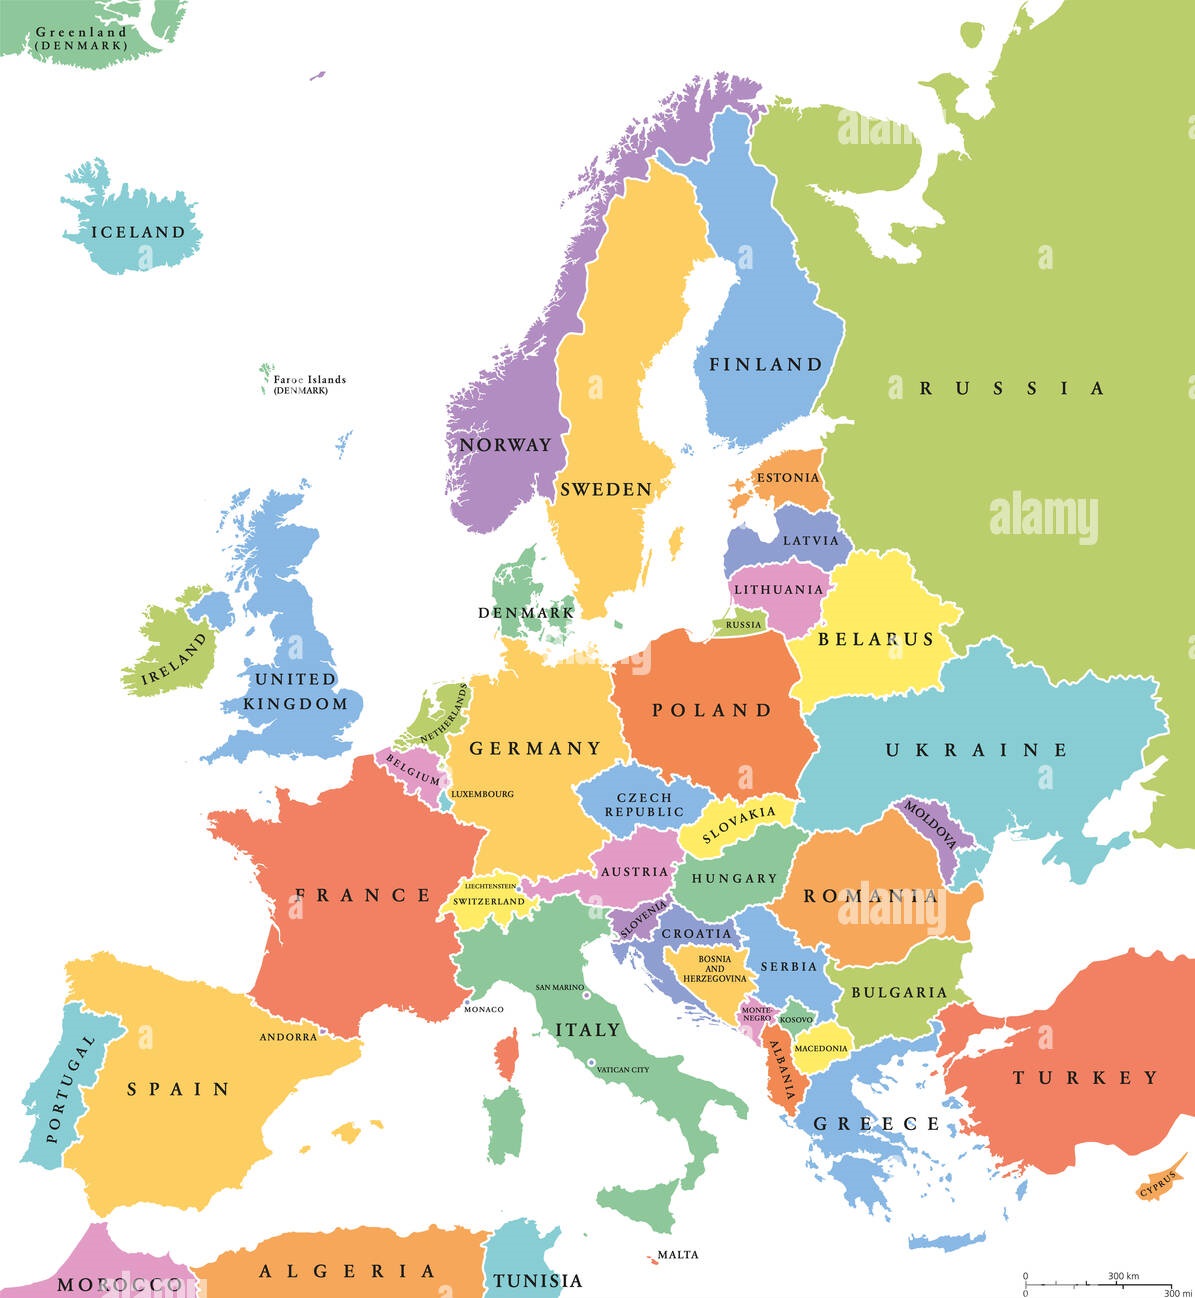 Greenland
(DENMARK)
ICELAND
Faroe Islands
(DENMARK)
FINLAND
RUSSIA
NORWAY
SWEDEN
ESTONIA
alamy
LATVIA
LITHUANIA
DENMARK
RUSSIA
BELARUS
IRELAND
UNITED
KINGDOM
NETHERLANDS
POLAND
GERMANY
UKRAINE
BELGIUM
LUXEMBOURG
CZECH
REPUBLIC
SLOVAKIA
MOLDOVA
AUSTRIA
HUNGARY
LIECHTENSTEIN
SWITZERLAND
FRANCE
ROMANIA
alamy
SLOVENIA
CROATIA
BOSNIA
AND
HERZEGOVINA
SERBIA
SAN MARINO
BULGARIA
MONACO
MONTE-
NEGRO
KOSOVO
ITALY
ANDORRA
MACEDONIA
VATICAN CITY
ALBANIA
PORTUGAL
SPAIN
TURKEY
GREECE
CYPRUS
MALTA
MOROCCO
alamy
ALGERIA
TUNISIA
0 300 km
0 300 mi